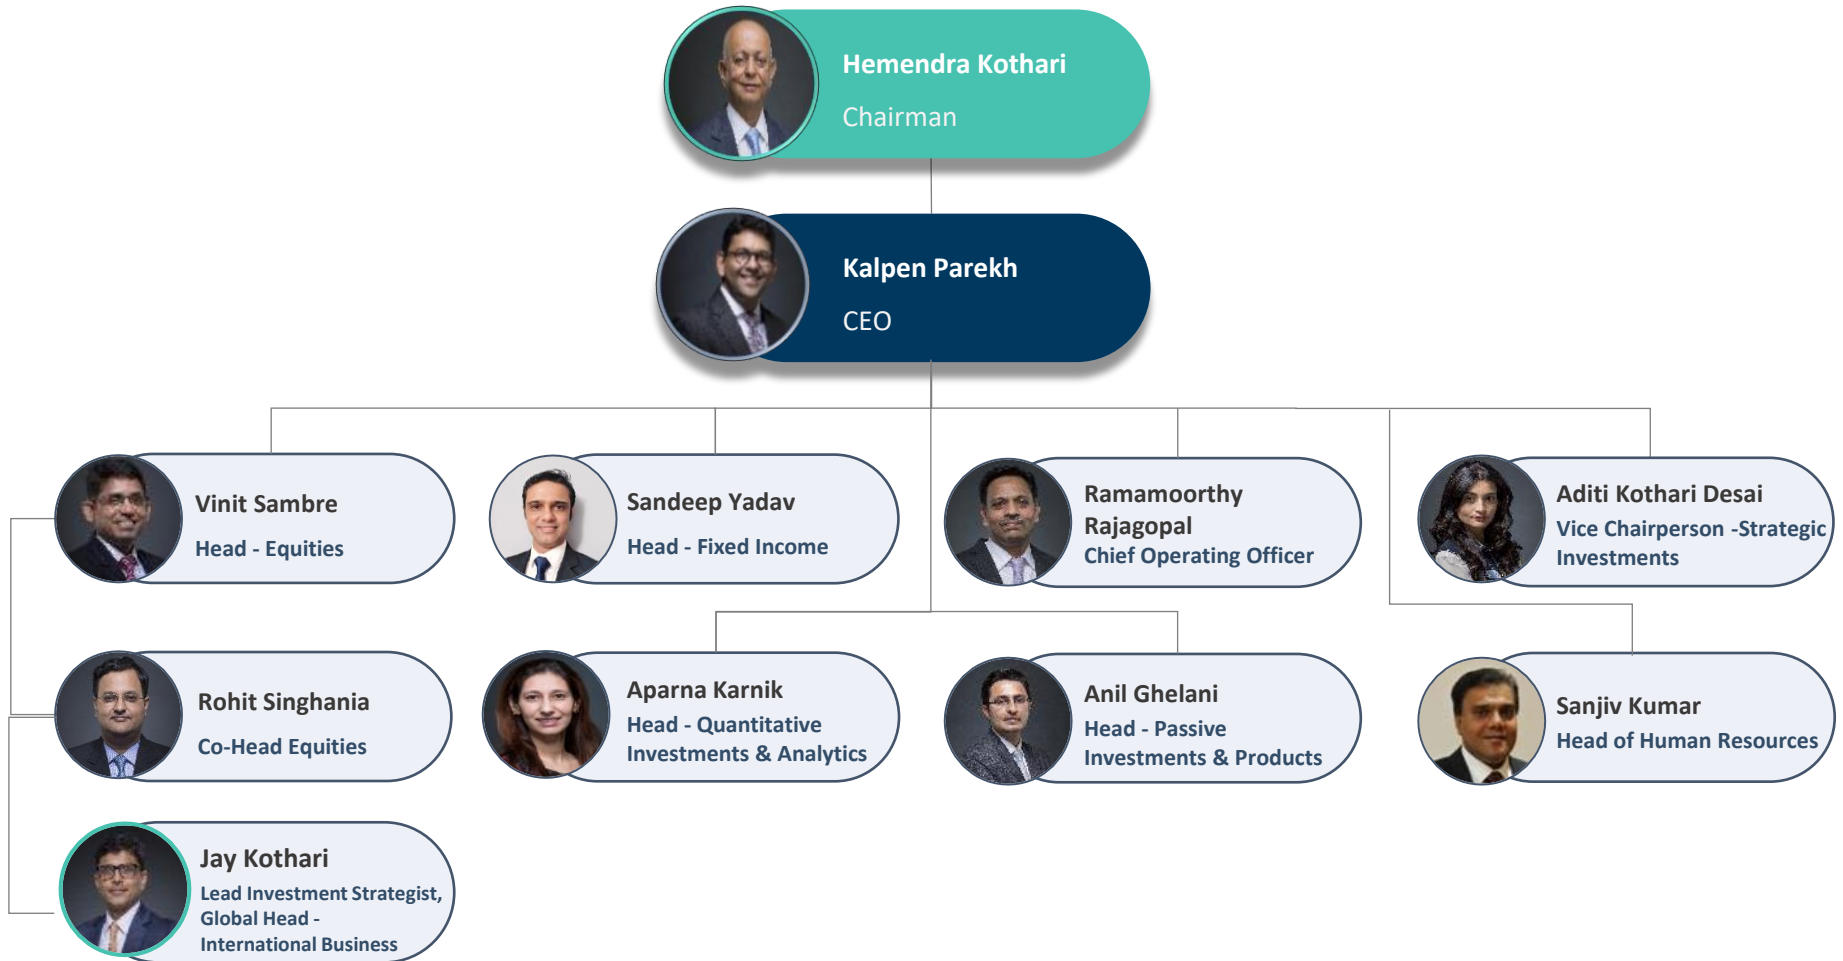 Hemendra Kothari
Chairman
Kalpen Parekh
CEO
Vinit Sambre
Head - Equities
Sandeep Yadav
Head - Fixed Income
Ramamoorthy
Rajagopal
Chief Operating Officer
Aditi Kothari Desai
Vice Chairperson -Strategic
Investments
Rohit Singhania
Co-Head Equities
Aparna Karnik
Head - Quantitative
Investments & Analytics
Anil Ghelani
Head - Passive
Investments & Products
Sanjiv Kumar
Head of Human Resources
Jay Kothari
Lead Investment Strategist,
Global Head -
International Business